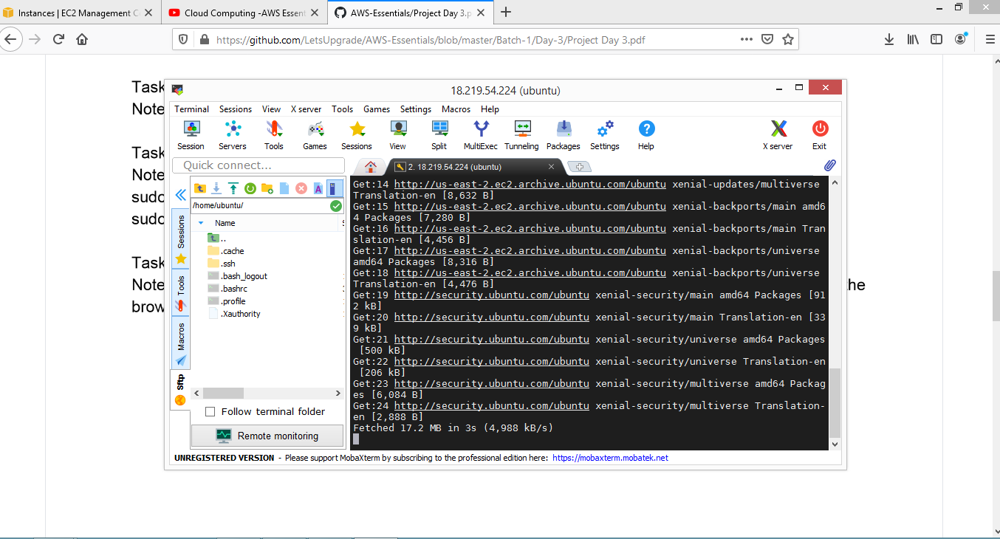 Instances | EC2 Management C
Cloud Computing -AWS Essent
AWS-Essentials/Project Day 3.p
https://github.com/LetsUpgrade/AWS-Essentials/blob/master/Batch-1/Day-3/Project Day 3.pdf
Task
Note
Task
Note
sudo
sudo
Task
Note
the
brow
18.219.54.224 (ubuntu)
Terminal Sessions View X server Tools Games Settings Macros Help
Session Servers Tools Games Sessions View Split MultiExec Tunneling Packages Settings Help X server Exit
Quick connect...
2. 18.219.54.224 (ubuntu)
/home/ubuntu/
Name
..
.cache
.ssh
.bash_logout
.bashrc
.profile
.Xauthority
Sessions
Tools
Macros
Sftp
Follow terminal folder
Remote monitoring
Get:14 http://us-east-2.ec2.archive.ubuntu.com/ubuntu xenial-updates/multiverse
Translation-en [8,632 B]
Get:15 http://us-east-2.ec2.archive.ubuntu.com/ubuntu xenial-backports/main amd6
4 Packages [7,280 B]
Get:16 http://us-east-2.ec2.archive.ubuntu.com/ubuntu xenial-backports/main Tran
slation-en [4,456 B]
Get:17 http://us-east-2.ec2.archive.ubuntu.com/ubuntu xenial-backports/universe
amd64 Packages [8,316 B]
Get:18 http://us-east-2.ec2.archive.ubuntu.com/ubuntu xenial-backports/universe
Translation-en [4,476 B]
Get:19 http://security.ubuntu.com/ubuntu xenial-security/main amd64 Packages [91
2 kB]
Get:20 http://security.ubuntu.com/ubuntu xenial-security/main Translation-en [33
9 kB]
Get:21 http://security.ubuntu.com/ubuntu xenial-security/universe amd64 Packages
[500 kB]
Get:22 http://security.ubuntu.com/ubuntu xenial-security/universe Translation-en
[206 kB]
Get:23 http://security.ubuntu.com/ubuntu xenial-security/multiverse amd64 Packag
es [6,084 B]
Get:24 http://security.ubuntu.com/ubuntu xenial-security/multiverse Translation-
en [2,888 B]
Fetched 17.2 MB in 3s (4,988 kB/s)
UNREGISTERED VERSION - Please support MobaXterm by subscribing to the professional edition here: https://mobaxterm.mobatek.net